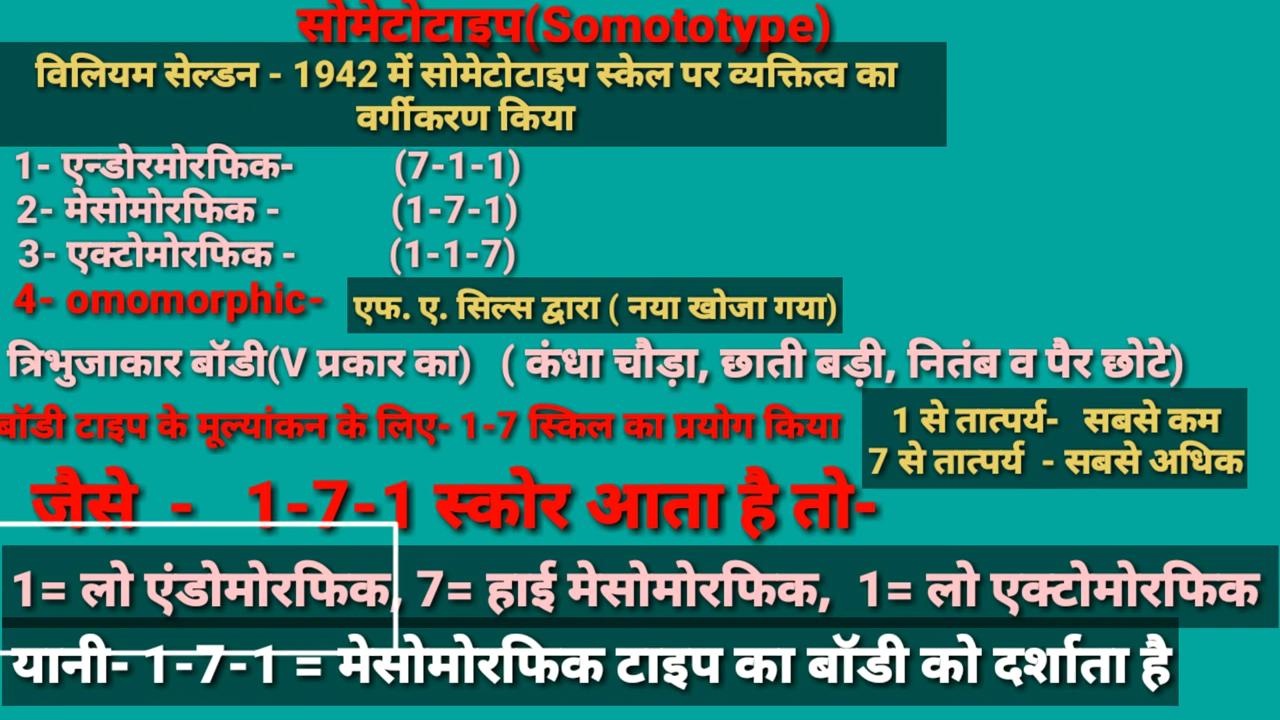 सोमेटोटाइप(Somototype)
विलियम सेल्डन - 1942 में सोमेटोटाइप स्केल पर व्यक्तित्व का
वर्गीकरण किया
1- एन्डोरमोरफिक- (7-1-1)
2- मेसोमोरफिक - (1-7-1)
3- एक्टोमोरफिक - (1-1-7)
4- omomorphic- एफ. ए. सिल्स द्वारा ( नया खोजा गया)
त्रिभुजाकार बॉडी(V प्रकार का) ( कंधा चौड़ा, छाती बड़ी, नितंब व पैर छोटे)
बॉडी टाइप के मूल्यांकन के लिए- 1-7 स्किल का प्रयोग किया
1 से तात्पर्य- सबसे कम
7 से तात्पर्य - सबसे अधिक
जैसे - 1-7-1 स्कोर आता है तो-
1= लो एंडोमोरफिक, 7= हाई मेसोमोरफिक, 1= लो एक्टोमोरफिक
यानी- 1-7-1 = मेसोमोरफिक टाइप का बॉडी को दर्शाता है